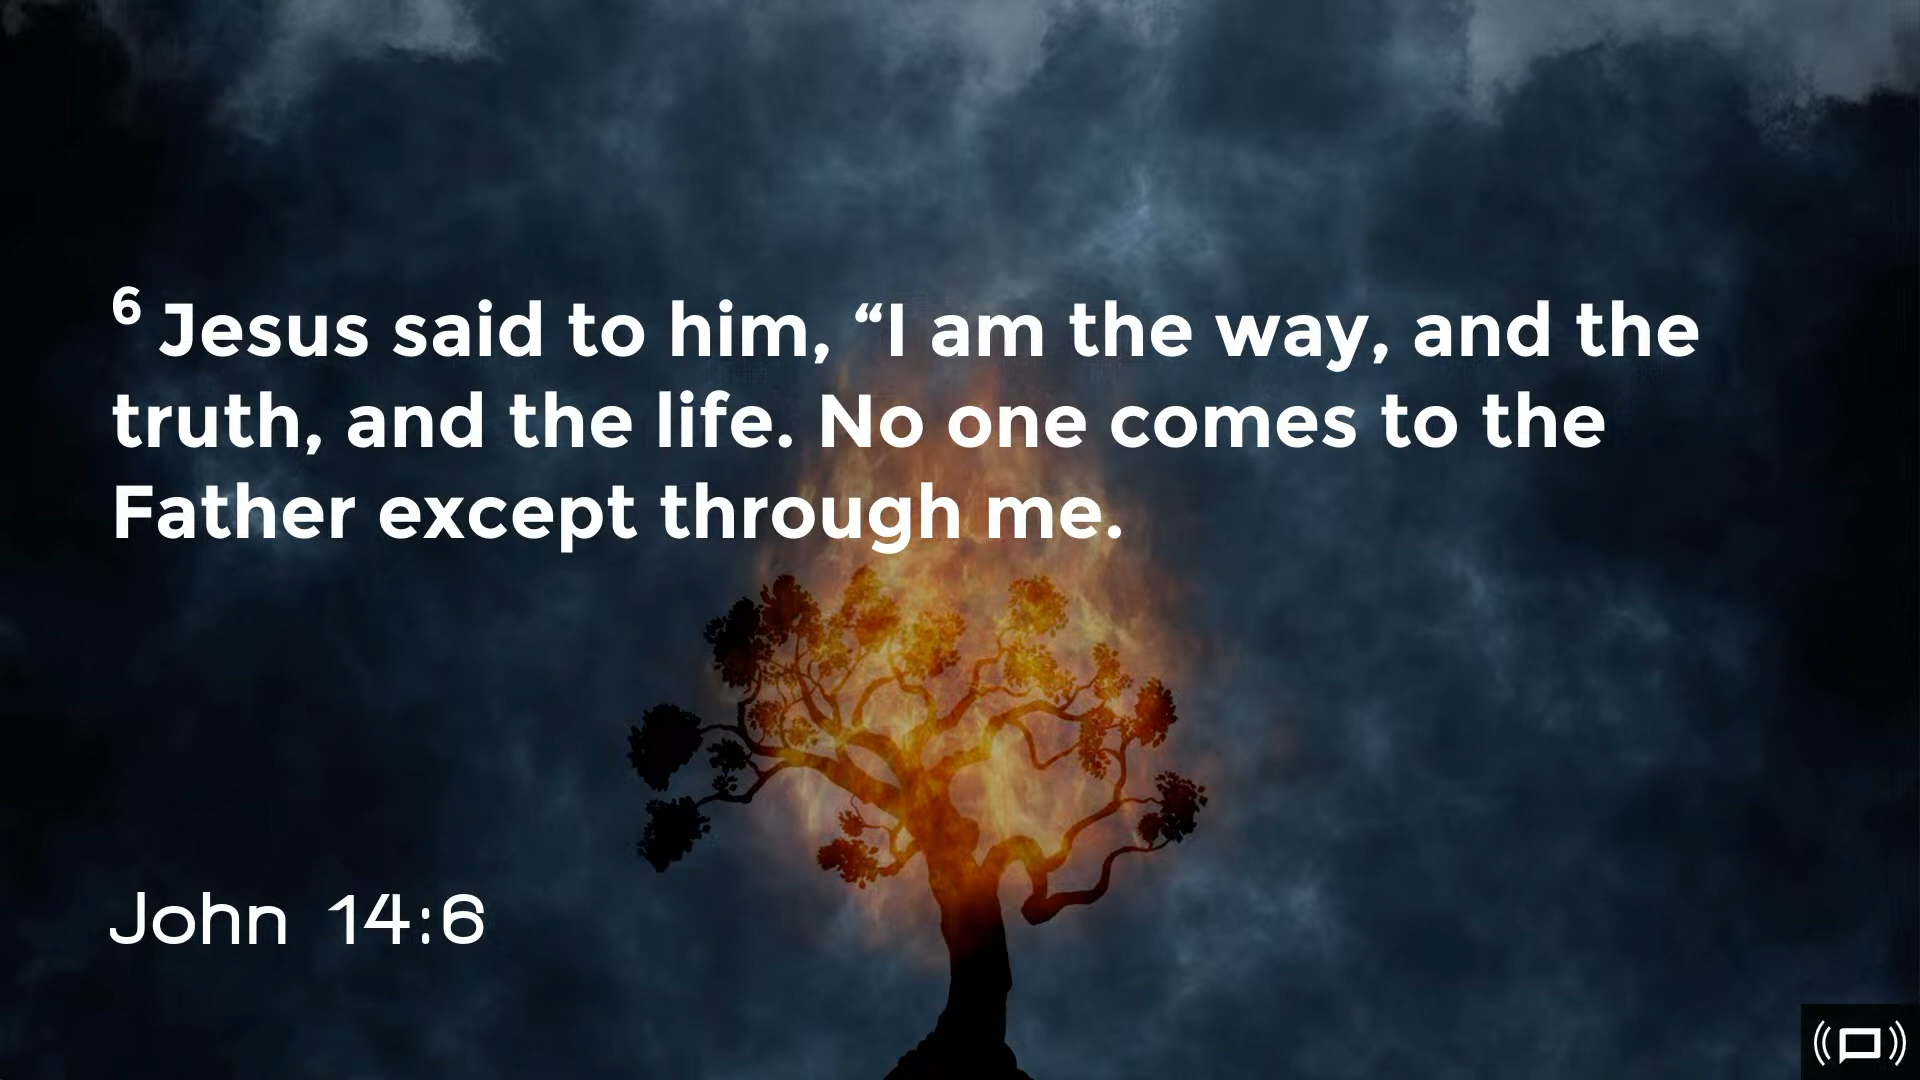 6 Jesus said to him, “I am the way, and the
truth, and the life. No one comes to the
Father except through me.
John 14:6